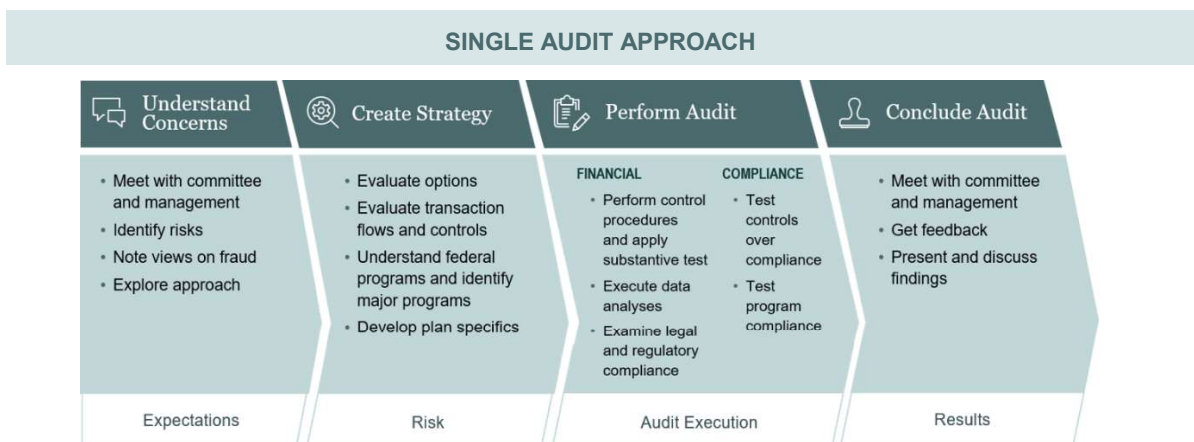 SINGLE AUDIT APPROACH
Understand
Concerns
Create Strategy
Perform Audit
Conclude Audit
• Meet with committee
and management
• Identify risks
• Note views on fraud
• Explore approach
• Evaluate options
• Evaluate transaction
flows and controls
• Understand federal
programs and identify
major programs
• Develop plan specifics
FINANCIAL
• Perform control
procedures
and apply
substantive test
• Execute data
analyses
• Examine legal
and regulatory
compliance
COMPLIANCE
• Test
controls
over
compliance
• Test
program
compliance
• Meet with committee
and management
• Get feedback
• Present and discuss
findings
Expectations
Risk
Audit Execution
Results